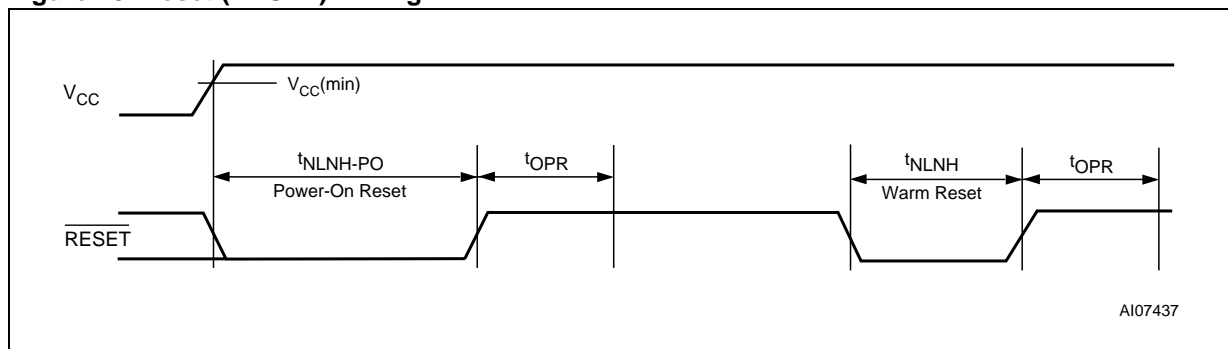 V_CC
V_CC(min)
t_NLNH-PO
Power-On Reset
t_OPR
t_NLNH
Warm Reset
t_OPR
RESET
AI07437